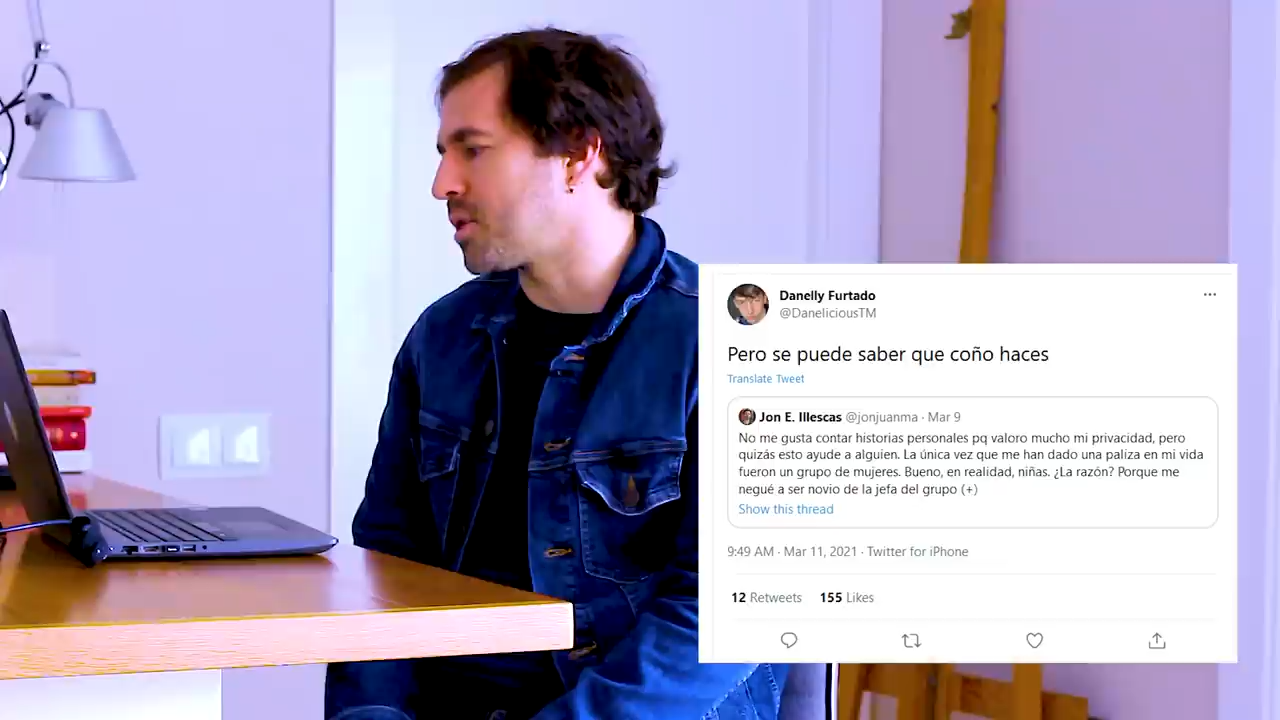 Danelly Furtado
@DaneliciousTM
Pero se puede saber que coño haces
Translate Tweet
Jon E. Illescas @jonjuanma · Mar 9
No me gusta contar historias personales pq valoro mucho mi privacidad, pero
quizás esto ayude a alguien. La única vez que me han dado una paliza en mi vida
fueron un grupo de mujeres. Bueno, en realidad, niñas. ¿La razón? Porque me
negué a ser novio de la jefa del grupo (+)
Show this thread
9:49 AM · Mar 11, 2021 · Twitter for iPhone
12 Retweets 155 Likes